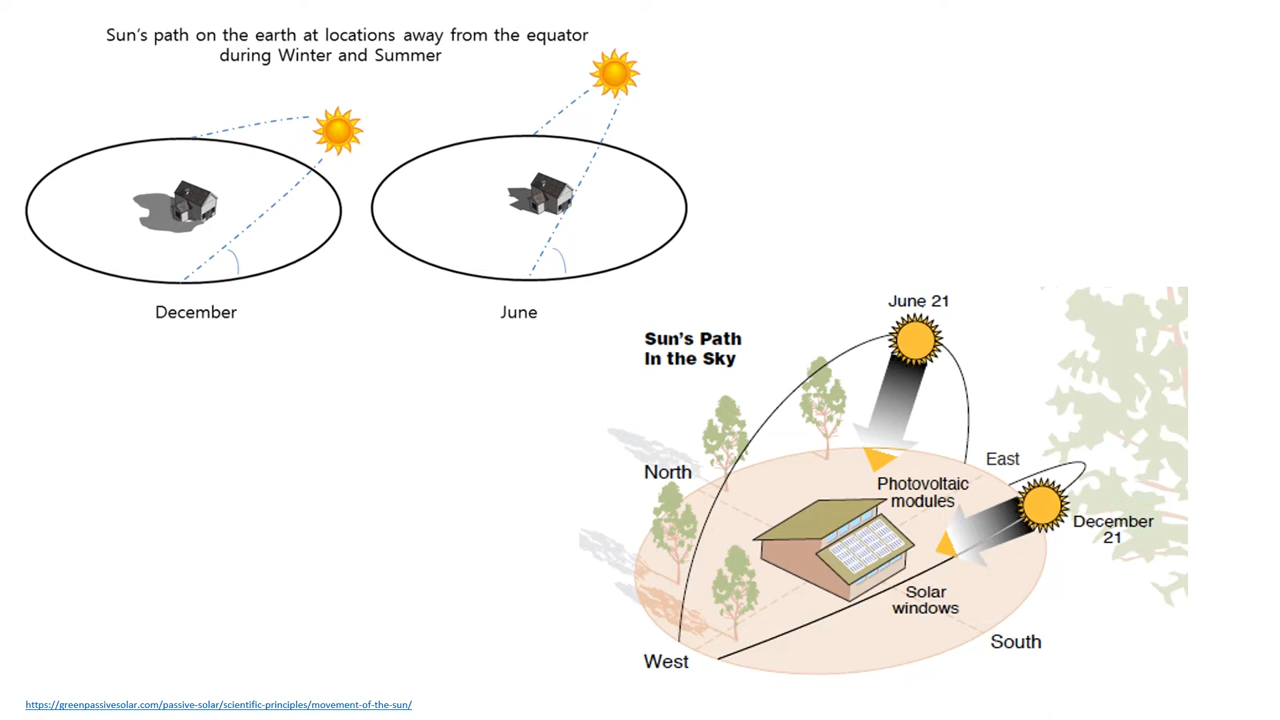 Sun's path on the earth at locations away from the equator
during Winter and Summer
December
June
June 21
Sun's Path
In the Sky
North
East
Photovoltaic
modules
December
21
Solar
windows
South
West
https://greenpassivesolar.com/passive-solar/scientific-principles/movement-of-the-sun/